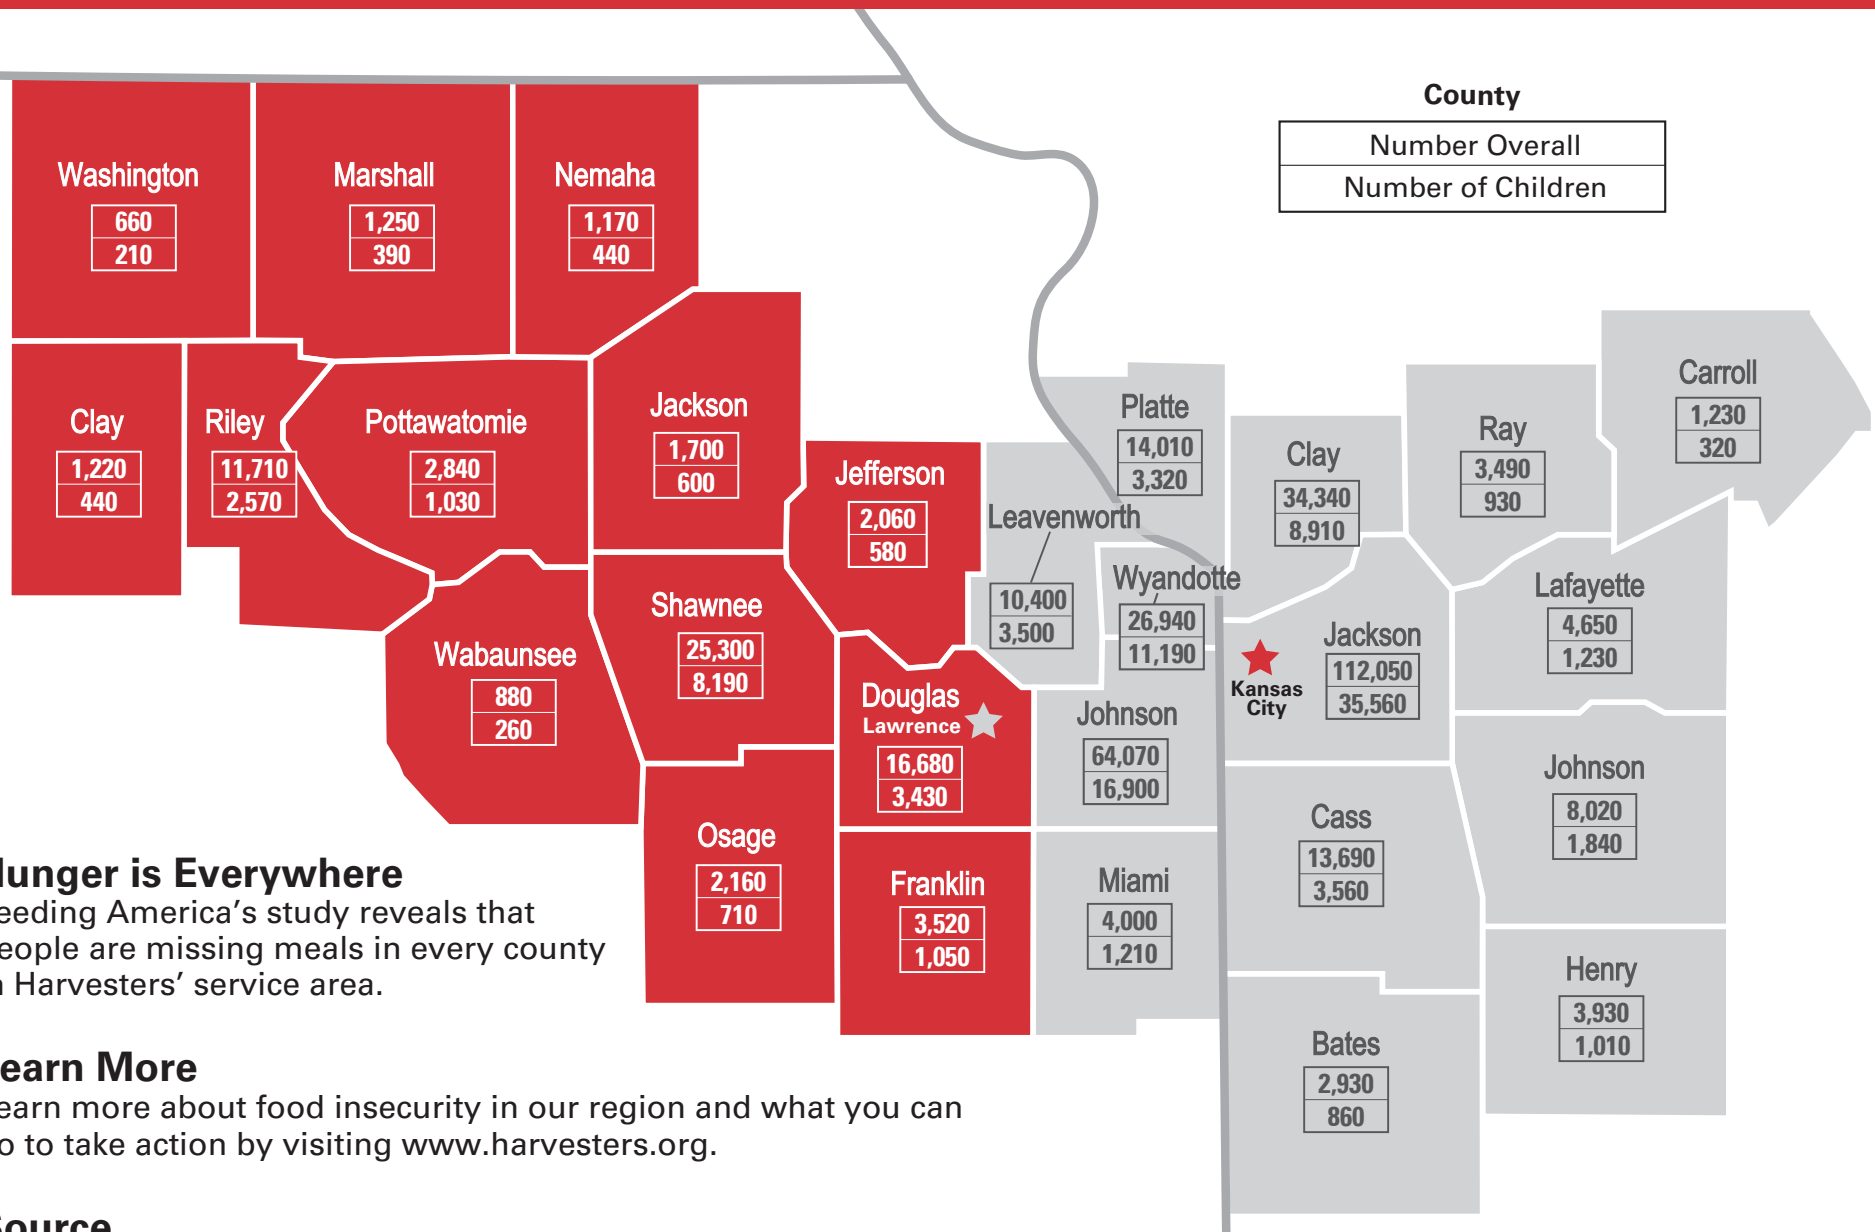 County
Number Overall
Number of Children
Washington
660
210
Marshall
1,250
390
Nemaha
1,170
440
Clay
1,220
440
Riley
11,710
2,570
Pottawatomie
2,840
1,030
Jackson
1,700
600
Jefferson
2,060
580
Leavenworth
10,400
3,500
Platte
14,010
3,320
Clay
34,340
8,910
Ray
3,490
930
Carroll
1,230
320
Wabaunsee
880
260
Shawnee
25,300
8,190
Douglas
Lawrence
16,680
3,430
Wyandotte
26,940
11,190
Kansas
City
Jackson
112,050
35,560
Lafayette
4,650
1,230
Johnson
64,070
16,900
Johnson
8,020
1,840
Osage
2,160
710
Franklin
3,520
1,050
Miami
4,000
1,210
Cass
13,690
3,560
Bates
2,930
860
Henry
3,930
1,010
unger is Everywhere
eeding America's study reveals that
eople are missing meals in every county
Harvesters' service area.
earn More
earn more about food insecurity in our region and what you can
o to take action by visiting www.harvesters.org.
ource